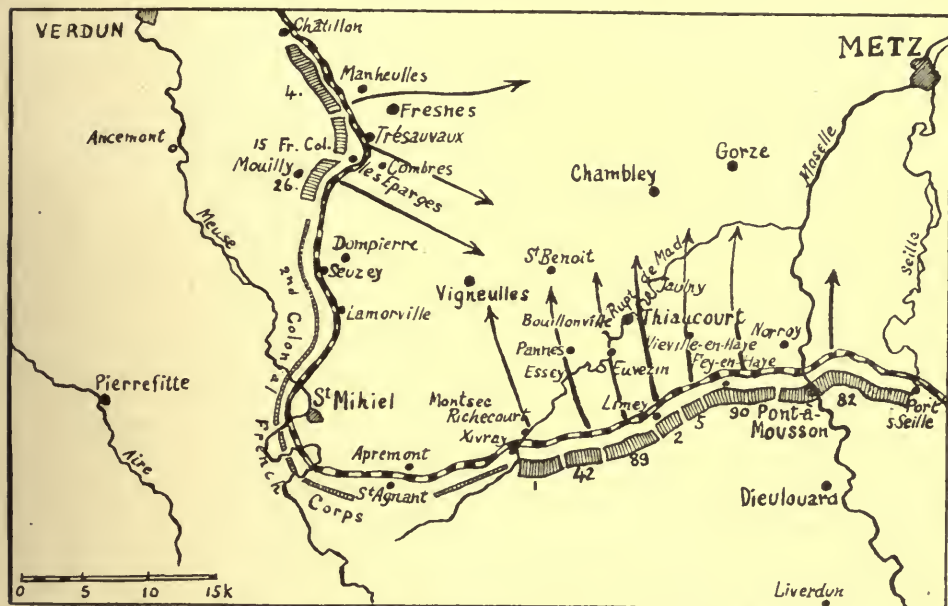 VERDUN
Châtillon
METZ
Manheulles
4.
Fresnes
Ancemont
15 Fr. Col.
Trésauvaux
Mouilly
26.
Combres
les Eparges
Gorze
Chambley
Moselle
Seille
Meuse
Dompierre
Seuzey
St Benoit
Rupt de Mad
Jaulny
Vigneulles
2nd Colonial
French
Corps
Lamorville
Bouillonville
Thiaucourt
Vieville-en-Haye
Norroy
Pannes
Fey-en-Haye
Essey
Euvezin
Pierrefitte
St Mihiel
Montsec
Richecourt
Xivray
Limey
5
90
Pont-à-
Mousson
82
Port
s Seille
2
Aire
Apremont
St Agnant
1
42
89
Dieulouard
0 5 10 15k
Liverdun